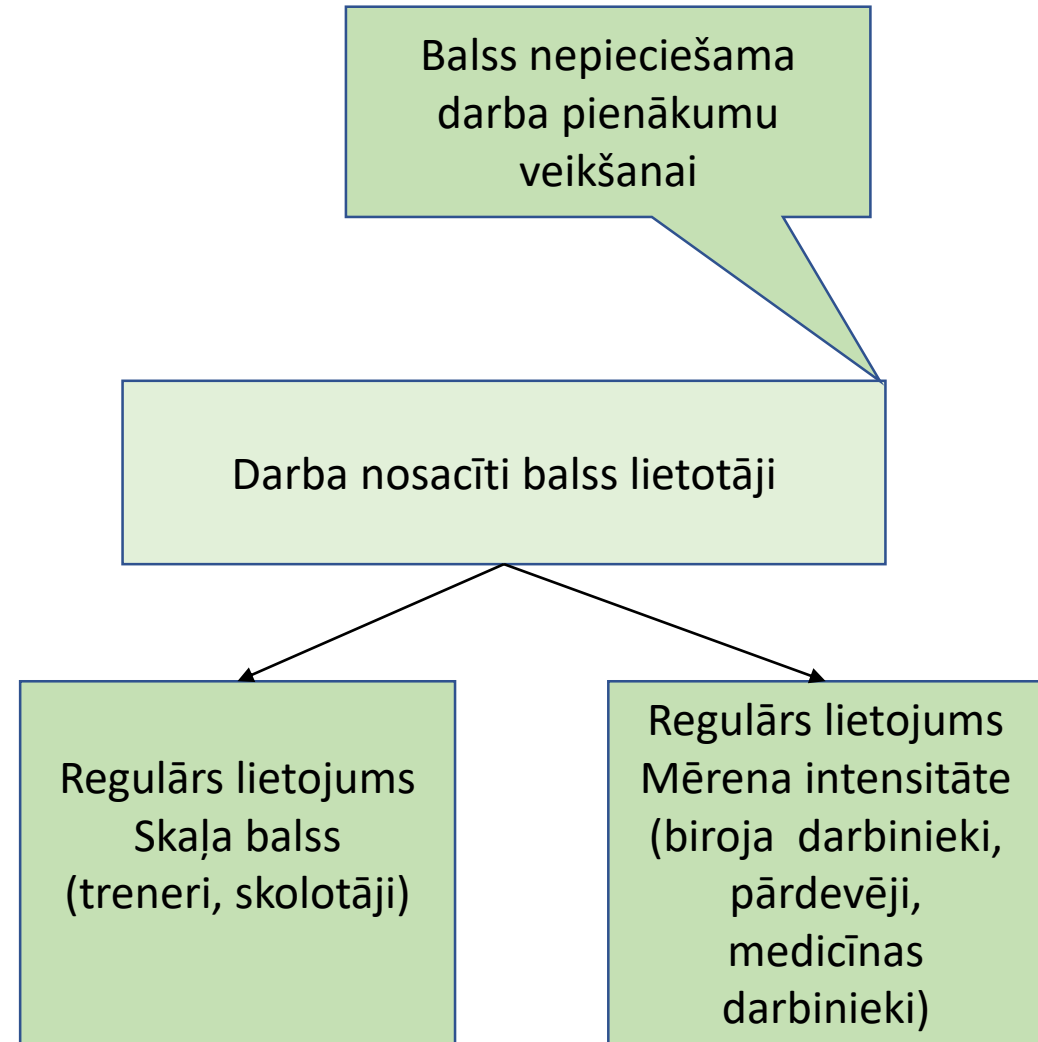 Balss nepieciešama
darba pienākumu
veikšanai
Darba nosacīti balss lietotāji
Regulārs lietojums
Skaļa balss
(treneri, skolotāji)
Regulārs lietojums
Mērena intensitāte
(biroja darbinieki,
pārdevēji,
medicīnas
darbinieki)